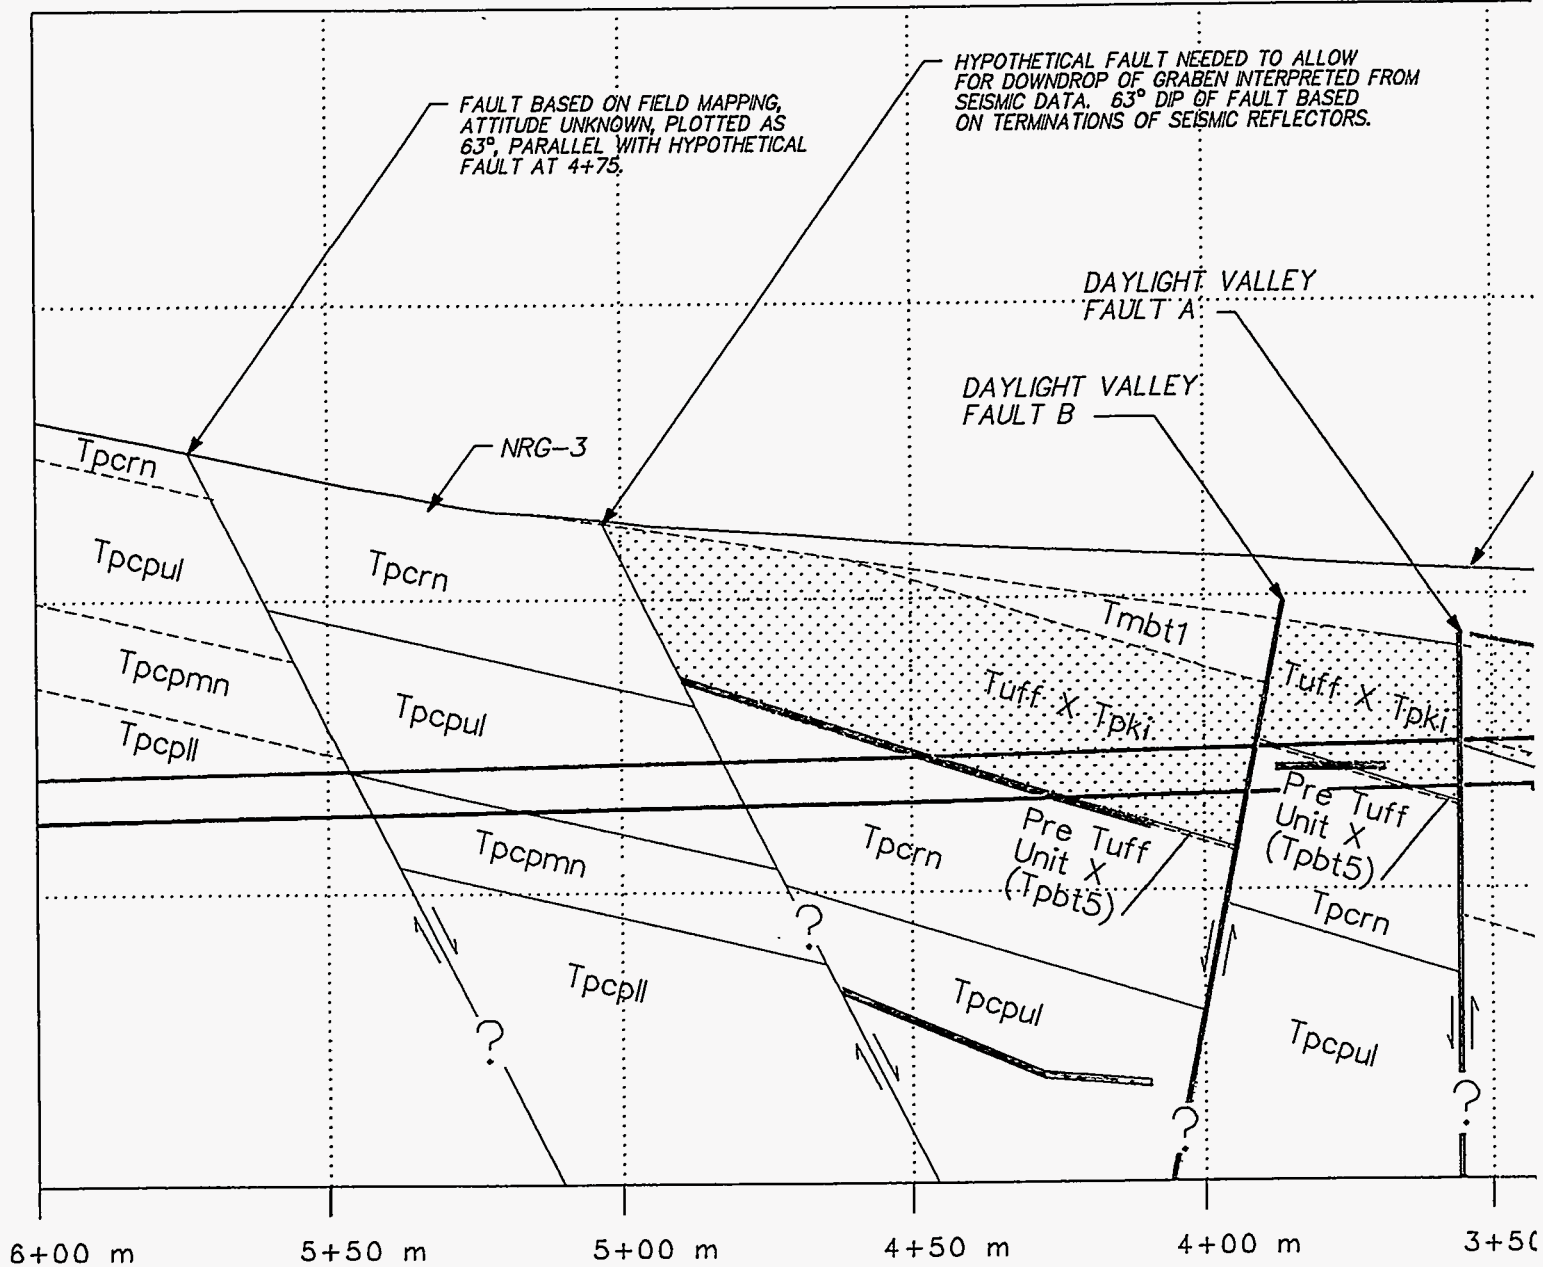 HYPOTHETICAL FAULT NEEDED TO ALLOW
FOR DOWNDROP OF GRABEN INTERPRETED FROM
SEISMIC DATA. 63° DIP OF FAULT BASED
ON TERMINATIONS OF SEISMIC REFLECTORS.
FAULT BASED ON FIELD MAPPING,
ATTITUDE UNKNOWN, PLOTTED AS
63°, PARALLEL WITH HYPOTHETICAL
FAULT AT 4+75.
DAYLIGHT VALLEY
FAULT A
DAYLIGHT VALLEY
FAULT B
NRG-3
Tpcrn
Tpcpul
Tpcrn
Tmbt1
Tpcpmn
Tpcpul
Tuff X Tpki
Tuff X Tpki
Tpcpll
Pre Tuff
Unit X
(Tpbt5)
Pre Tuff
Unit X
(Tpbt5)
Tpcpmn
Tpcrn
Tpcrn
?
Tpcpll
Tpcpul
Tpcpul
?
?
?
6+00 m
5+50 m
5+00 m
4+50 m
4+00 m
3+50